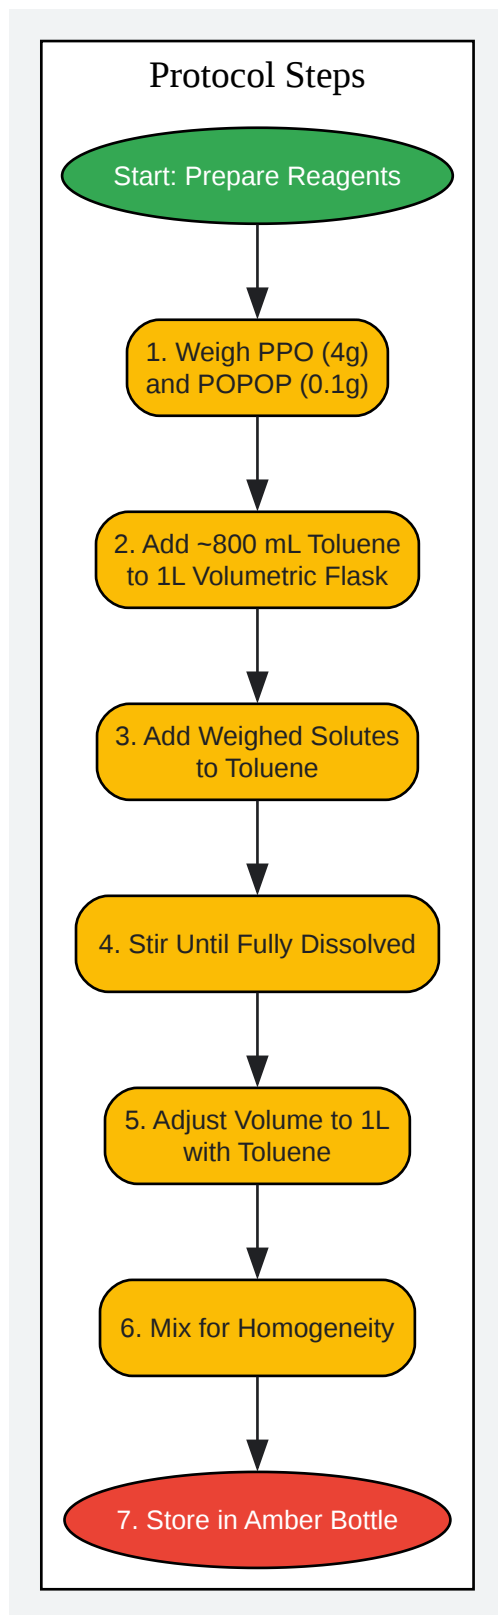 Protocol Steps
Start: Prepare Reagents
1. Weigh PPO (4g)
and POPOP (0.1g)
2. Add ~800 mL Toluene
to 1L Volumetric Flask
3. Add Weighed Solutes
to Toluene
4. Stir Until Fully Dissolved
5. Adjust Volume to 1L
with Toluene
6. Mix for Homogeneity
7. Store in Amber Bottle